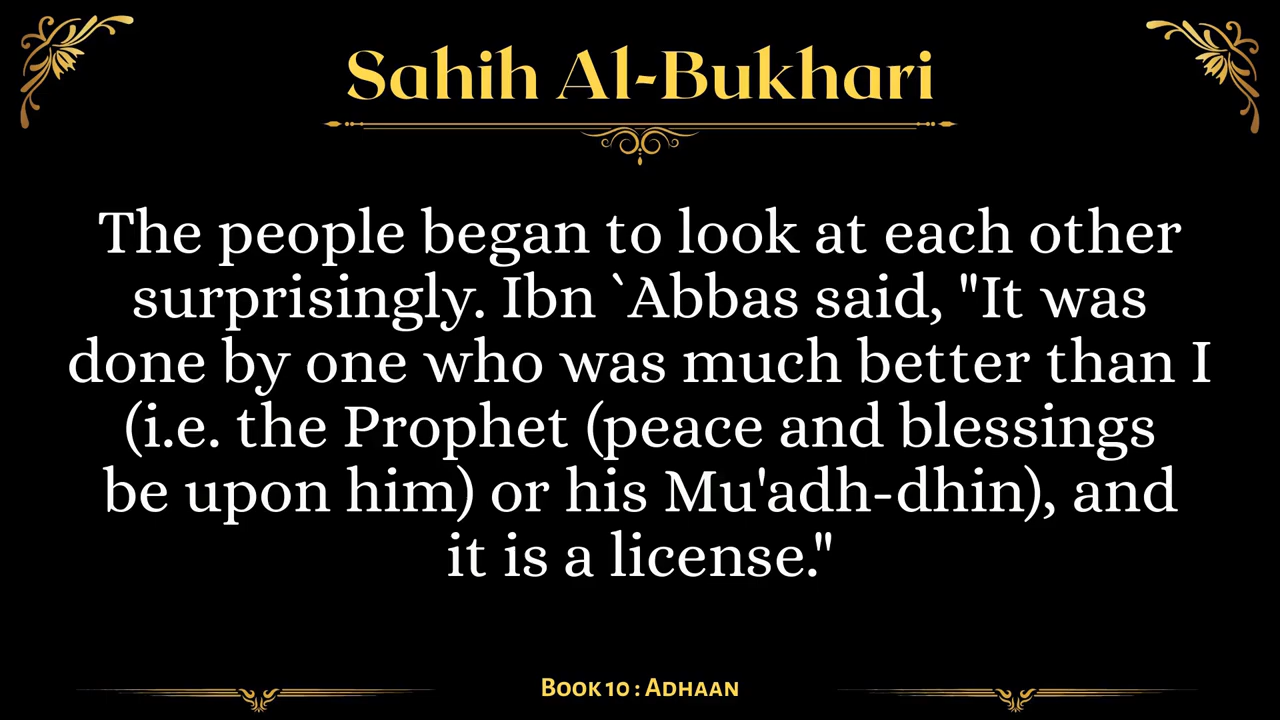 Sahih Al-Bukhari
The people began to look at each other
surprisingly. Ibn `Abbas said, "It was
done by one who was much better than I
(i.e. the Prophet (peace and blessings
be upon him) or his Mu'adh-dhin), and
it is a license."
Book 10 : Adhaan